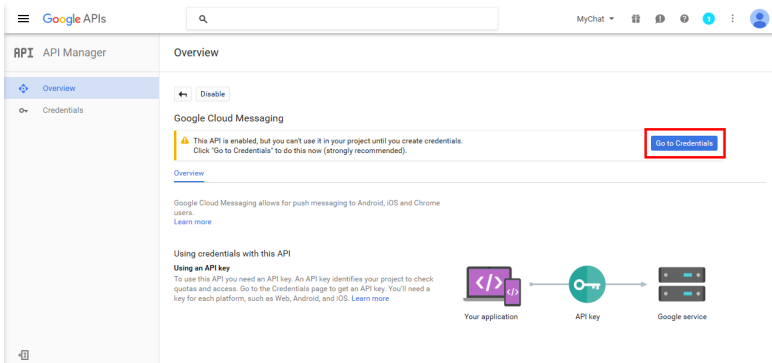 Google APIs
MyChat
1
API API Manager
Overview
Overview
Credentials
Disable
Google Cloud Messaging
This API is enabled, but you can't use it in your project until you create credentials.
Click "Go to Credentials" to do this now (strongly recommended).
Go to Credentials
Overview
Google Cloud Messaging allows for push messaging to Android, iOS and Chrome
users.
Learn more
Using credentials with this API
Using an API key
To use this API you need an API key. An API key identifies your project to check
quotas and access. Go to the Credentials page to get an API key. You'll need a
key for each platform, such as Web, Android, and iOS. Learn more
Your application
API key
Google service